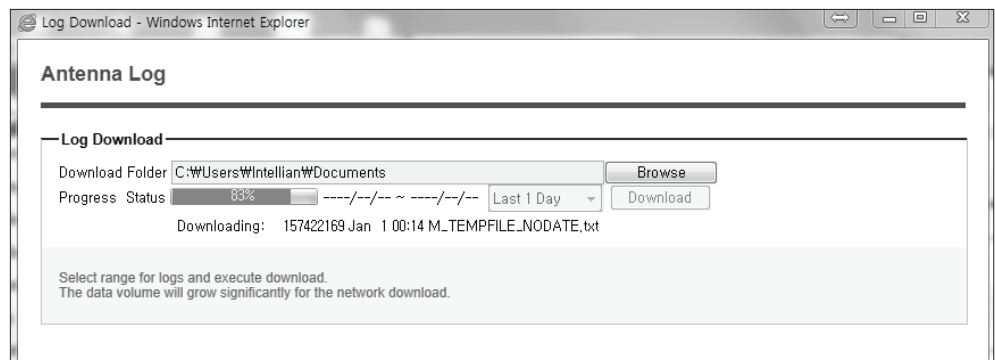 Log Download - Windows Internet Explorer
Antenna Log
Log Download
Download Folder C:₩Users₩Intellian₩Documents Browse
Progress Status 83% ----/--/-- ~ ----/--/-- Last 1 Day Download
Downloading: 157422169 Jan 1 00:14 M_TEMPFILE_NODATE.txt
Select range for logs and execute download.
The data volume will grow significantly for the network download.